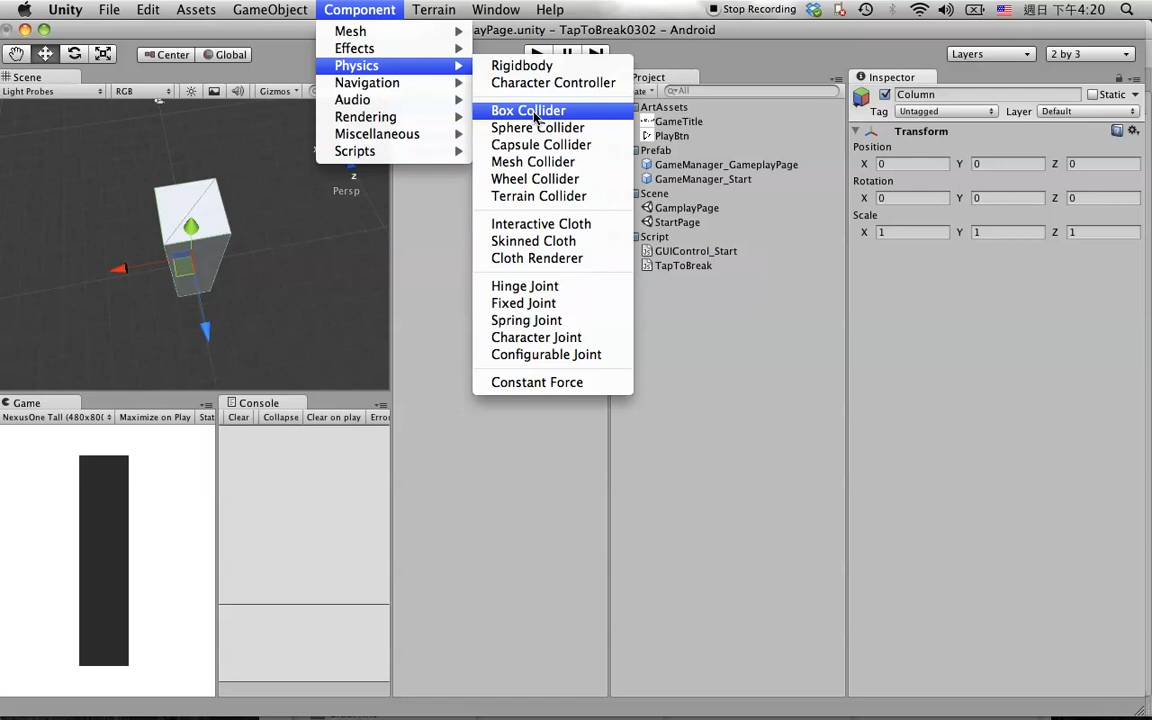 Unity File Edit Assets GameObject Component Terrain Window Help Stop Recording 週日 下午4:20
ayPage.unity - TapToBreak0302 - Android
Center Global Layers 2 by 3
Scene
Light Probes RGB Gizmos
Persp
z
Mesh
Effects
Physics
Navigation
Audio
Rendering
Miscellaneous
Scripts
Rigidbody
Character Controller
Box Collider
Sphere Collider
Capsule Collider
Mesh Collider
Wheel Collider
Terrain Collider
Interactive Cloth
Skinned Cloth
Cloth Renderer
Hinge Joint
Fixed Joint
Spring Joint
Character Joint
Configurable Joint
Constant Force
Project
ate All
ArtAssets
GameTitle
PlayBtn
Prefab
GameManager_GameplayPage
GameManager_Start
Scene
GamplayPage
StartPage
Script
GUIControl_Start
TapToBreak
Inspector
Column Static
Tag Untagged Layer Default
Transform
Position
X 0 Y 0 Z 0
Rotation
X 0 Y 0 Z 0
Scale
X 1 Y 1 Z 1
Game
NexusOne Tall (480x80( Maximize on Play Stat
Console
Clear Collapse Clear on play Erro